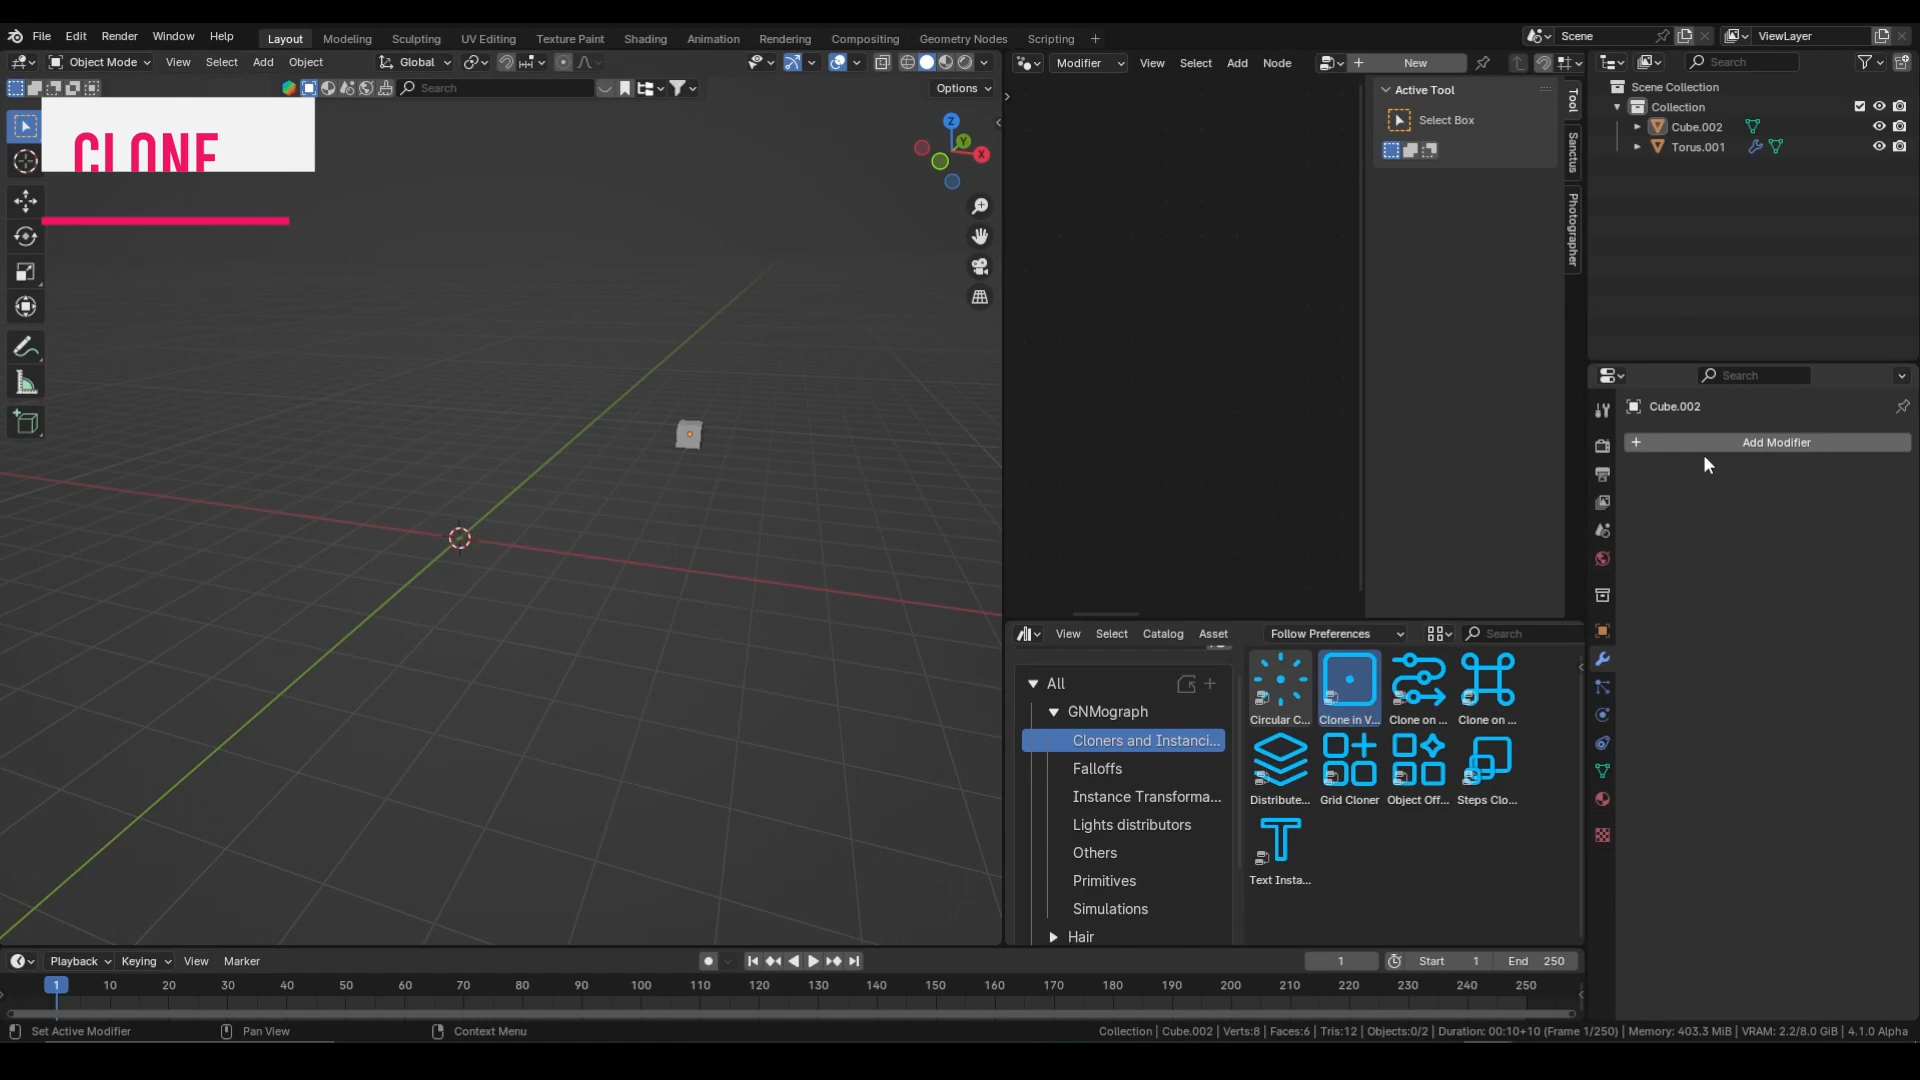 File Edit Render Window Help Layout Modeling Sculpting UV Editing Texture Paint Shading Animation Rendering Compositing Geometry Nodes Scripting + Scene ViewLayer
Object Mode View Select Add Object Global Modifier View Select Add Node + New Search
Search Options
CLONE
Active Tool
Select Box
Tool
Sanctus
Photographer
Z
Y
X
Scene Collection
Collection
Cube.002
Torus.001
Search
Cube.002
+ Add Modifier
View Select Catalog Asset Follow Preferences Search
All
GNMograph
Cloners and Instanci...
Falloffs
Instance Transforma...
Lights distributors
Others
Primitives
Simulations
Hair
Circular C... Clone in V... Clone on ... Clone on ...
Distribute... Grid Cloner Object Off... Steps Clo...
Text Insta...
Playback Keying View Marker 1 Start 1 End 250
1 10 20 30 40 50 60 70 80 90 100 110 120 130 140 150 160 170 180 190 200 210 220 230 240 250
Set Active Modifier Pan View Context Menu Collection | Cube.002 | Verts:8 | Faces:6 | Tris:12 | Objects:0/2 | Duration: 00:10+10 (Frame 1/250) | Memory: 403.3 MiB | VRAM: 2.2/8.0 GiB | 4.1.0 Alpha